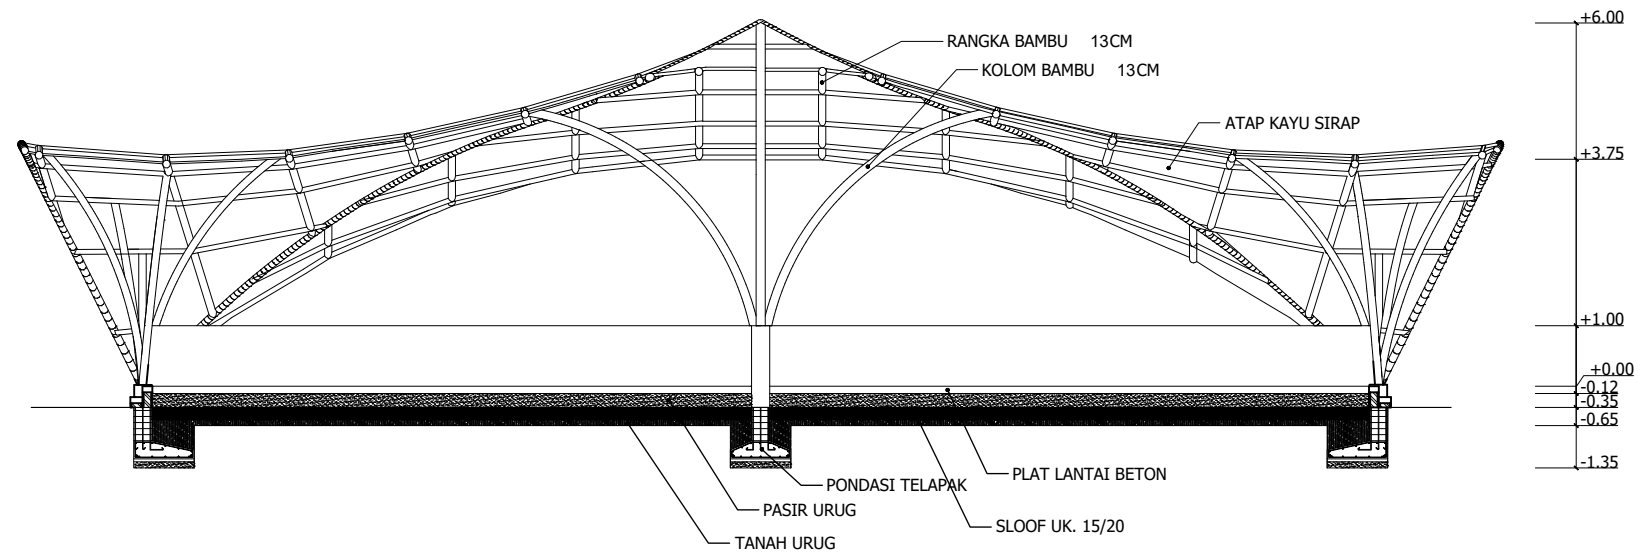 +6.00
RANGKA BAMBU 13CM
KOLOM BAMBU 13CM
ATAP KAYU SIRAP
+3.75
+1.00
+0.00
-0.12
-0.35
-0.65
-1.35
PLAT LANTAI BETON
PONDASI TELAPAK
PASIR URUG
SLOOF UK. 15/20
TANAH URUG